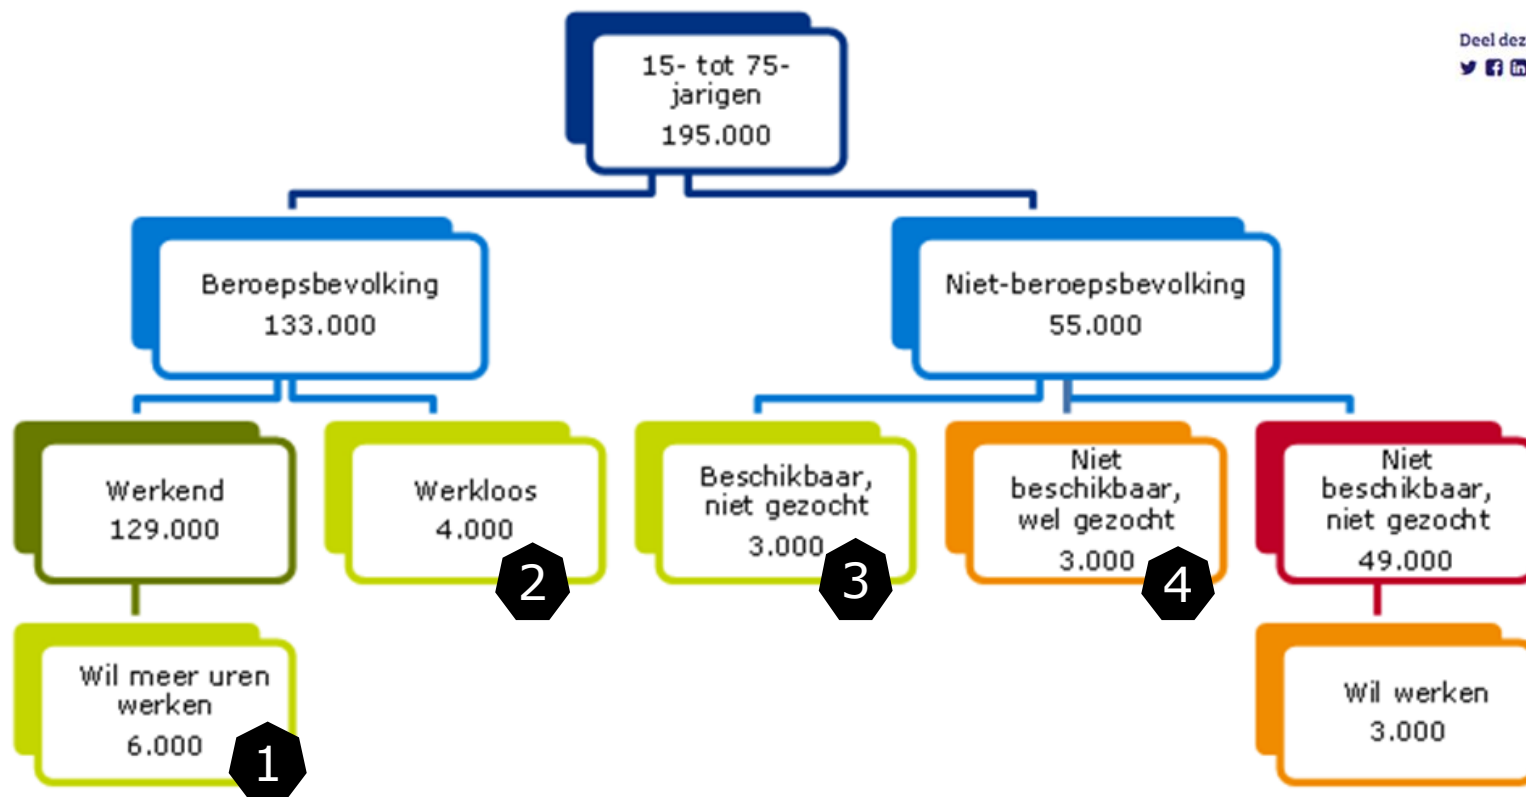 15- tot 75-
jarigen
195.000
Deel dez
Beroepsbevolking
133.000
Niet-beroepsbevolking
55.000
Werkend
129.000
Werkloos
4.000
2
Beschikbaar,
niet gezocht
3.000
3
Niet
beschikbaar,
wel gezocht
3.000
4
Niet
beschikbaar,
niet gezocht
49.000
Wil meer uren
werken
6.000
1
Wil werken
3.000